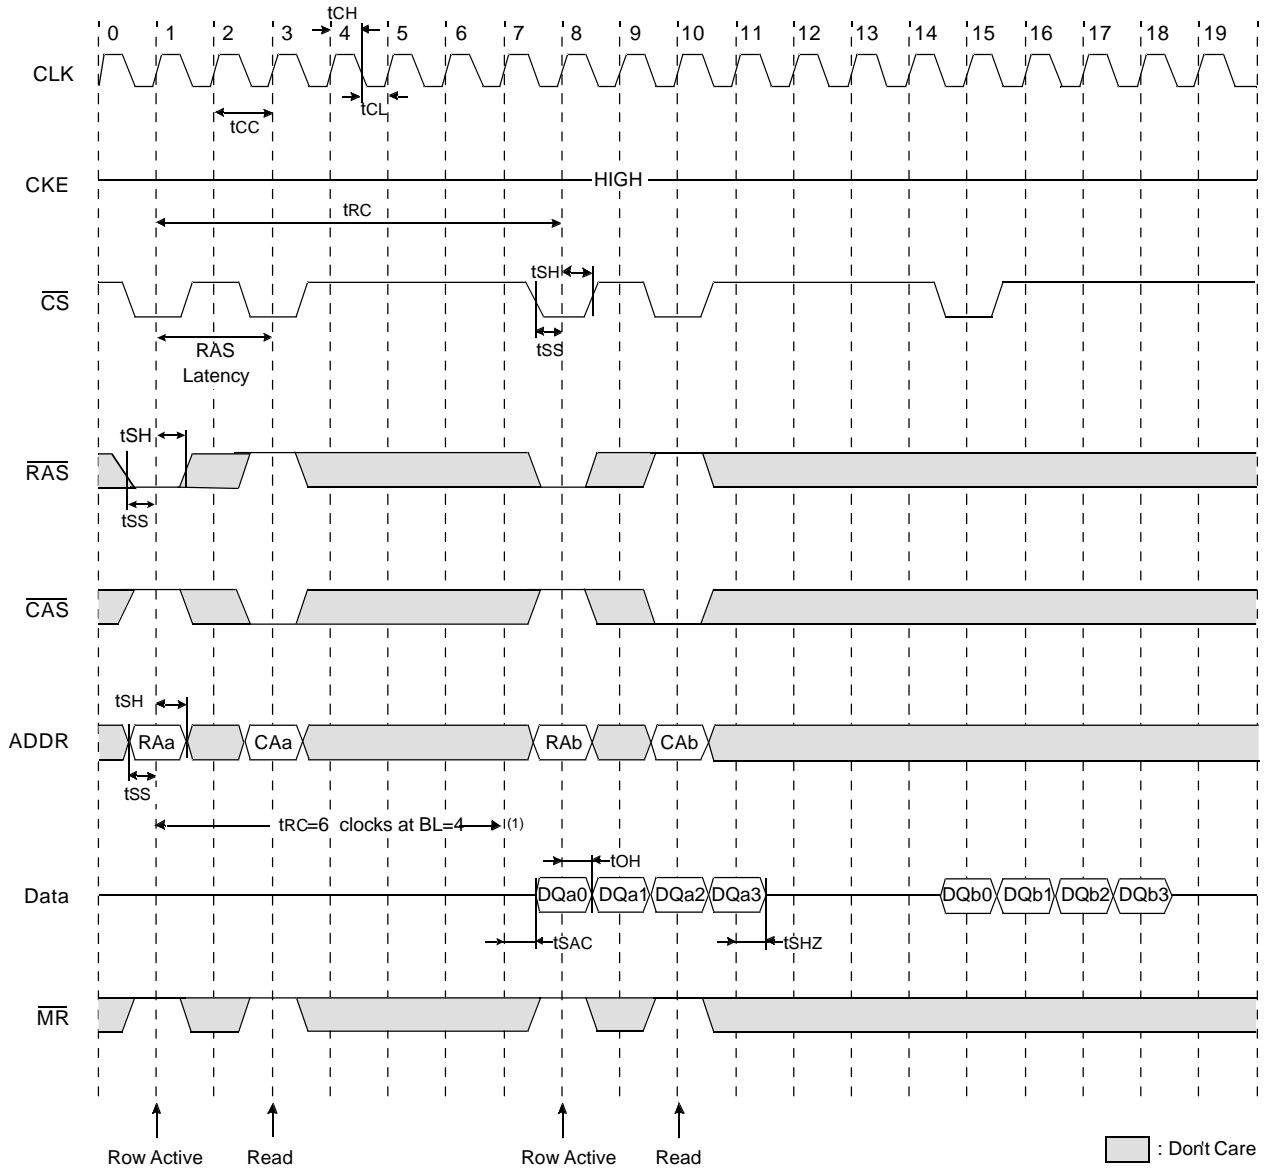 tCH
0 1 2 3 4 5 6 7 8 9 10 11 12 13 14 15 16 17 18 19
CLK
tCL
tCC
CKE
HIGH
tRC
tSH
CS
tSS
RAS
Latency
tSH
RAS
tSS
CAS
tSH
ADDR
RAa CAa RAb CAb
tSS
tRC=6 clocks at BL=4 (1)
tOH
Data
DQa0 DQa1 DQa2 DQa3 DQb0 DQb1 DQb2 DQb3
tSAC tSHZ
MR
Row Active Read Row Active Read
: Don't Care